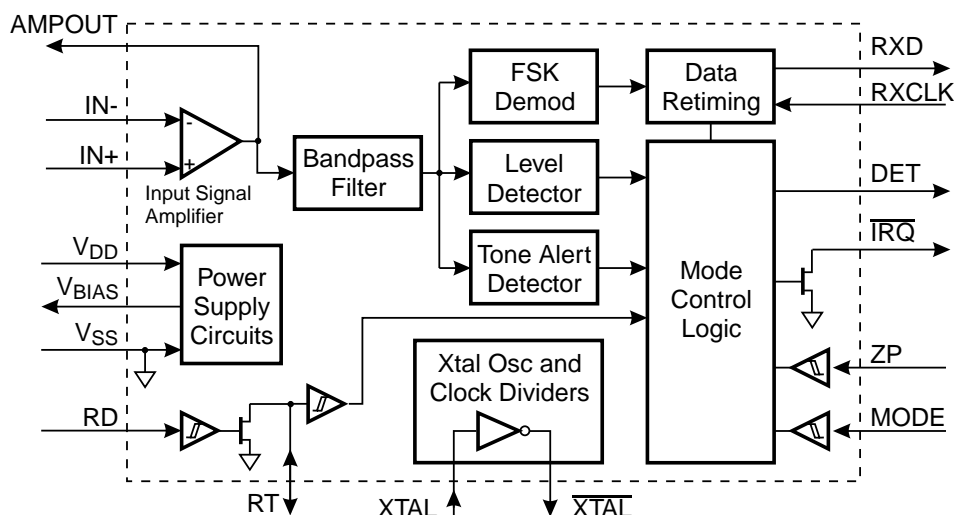 AMPOUT
IN-
IN+
-
+
Input Signal
Amplifier
Bandpass
Filter
FSK
Demod
Data
Retiming
RXD
RXCLK
Level
Detector
DET
Tone Alert
Detector
Mode
Control
Logic
IRQ
VDD
VBIAS
VSS
Power
Supply
Circuits
Xtal Osc and
Clock Dividers
ZP
RD
MODE
RT
XTAL
XTAL